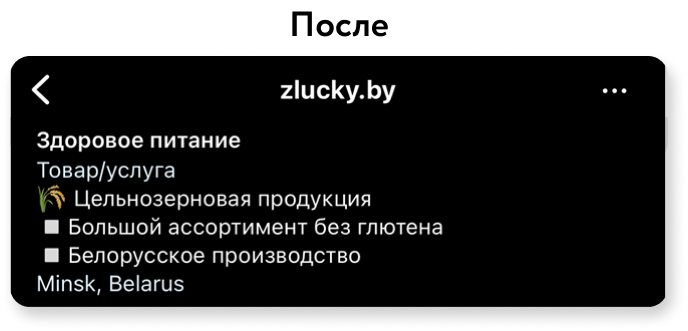 После
zlucky.by
Здоровое питание
Товар/услуга
🌾 Цельнозерновая продукция
◽ Большой ассортимент без глютена
◽ Белорусское производство
Minsk, Belarus